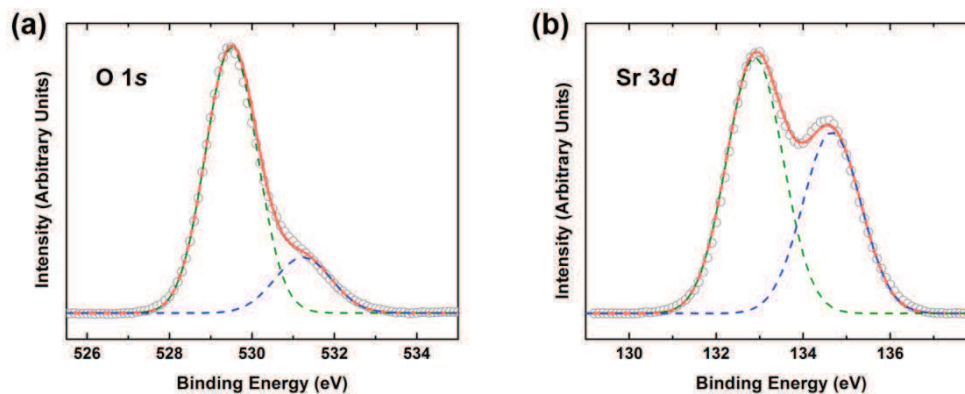 (a)
O 1s
Intensity (Arbitrary Units)
526 528 530 532 534
Binding Energy (eV)
(b)
Sr 3d
Intensity (Arbitrary Units)
130 132 134 136
Binding Energy (eV)